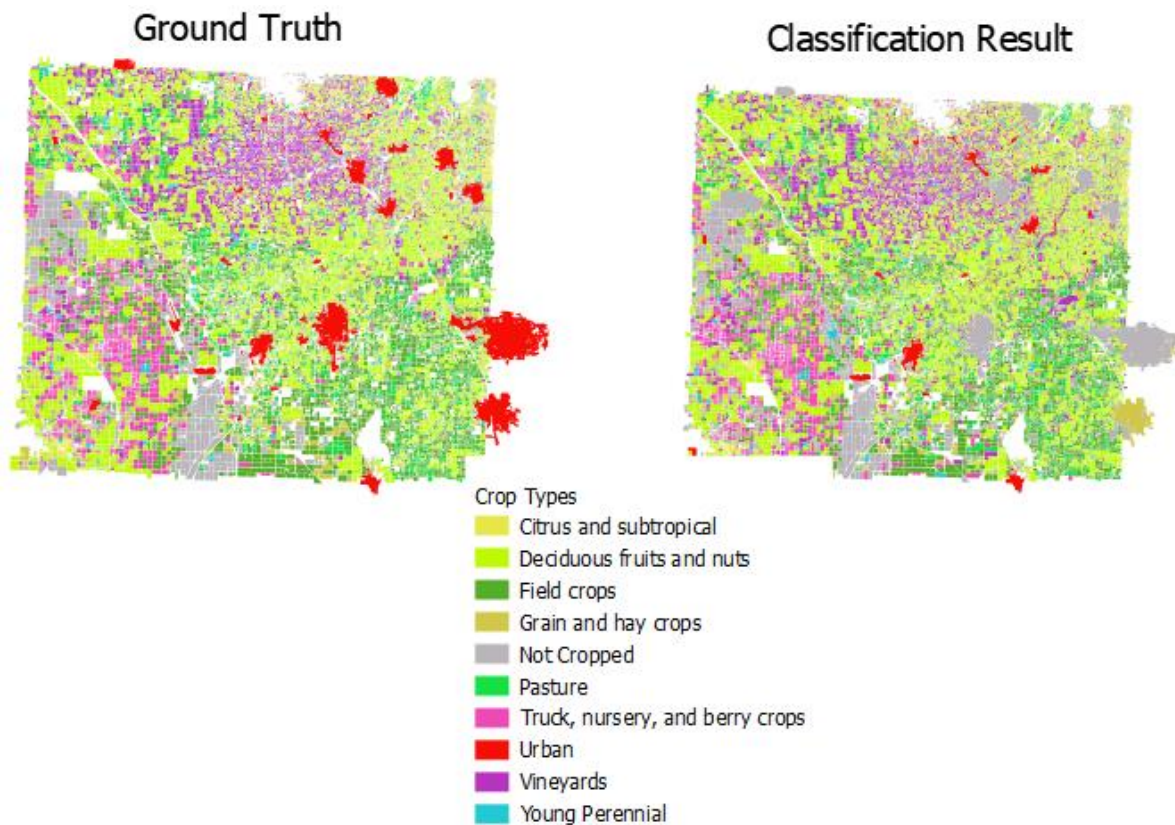 Ground Truth
Classification Result
Crop Types
Citrus and subtropical
Deciduous fruits and nuts
Field crops
Grain and hay crops
Not Cropped
Pasture
Truck, nursery, and berry crops
Urban
Vineyards
Young Perennial